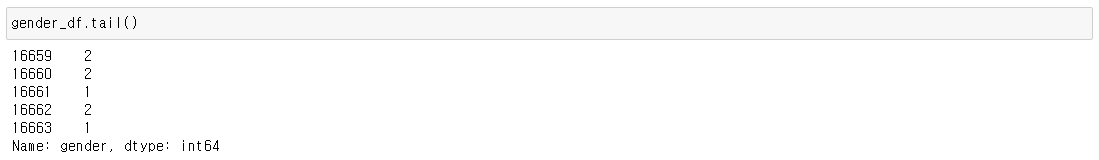 gender_df.tail()
16659    2
16660    2
16661    1
16662    2
16663    1
Name: gender, dtype: int64